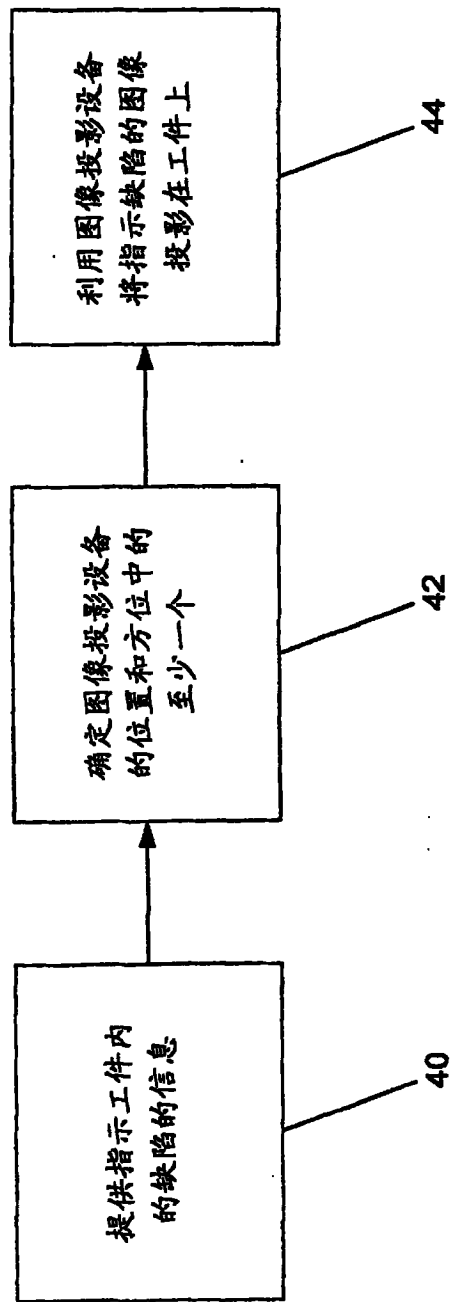 提供指示工件内
的缺陷的信息
40
确定图像投影设备
的位置和方位中的
至少一个
42
利用图像投影设备
将指示缺陷的图像
投影在工件上
44